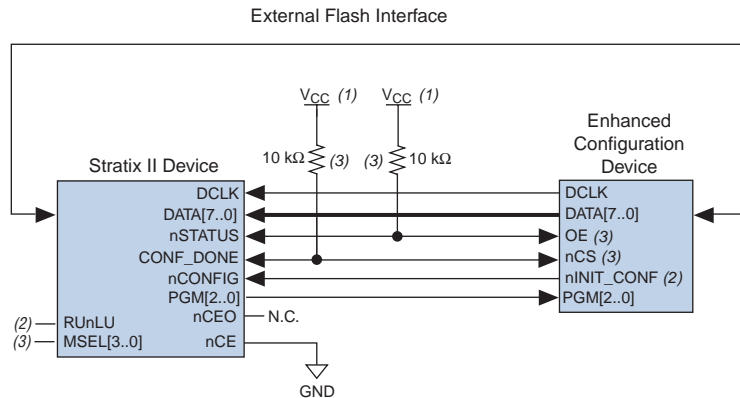 External Flash Interface
VCC (1)
VCC (1)
10 kΩ
(3)
(3)
10 kΩ
Enhanced
Configuration
Device
Stratix II Device
DCLK
DATA[7..0]
nSTATUS
CONF_DONE
nCONFIG
PGM[2..0]
nCEO
N.C.
(2)
RUnLU
(3)
MSEL[3..0]
nCE
GND
DCLK
DATA[7..0]
OE (3)
nCS (3)
nINIT_CONF (2)
PGM[2..0]